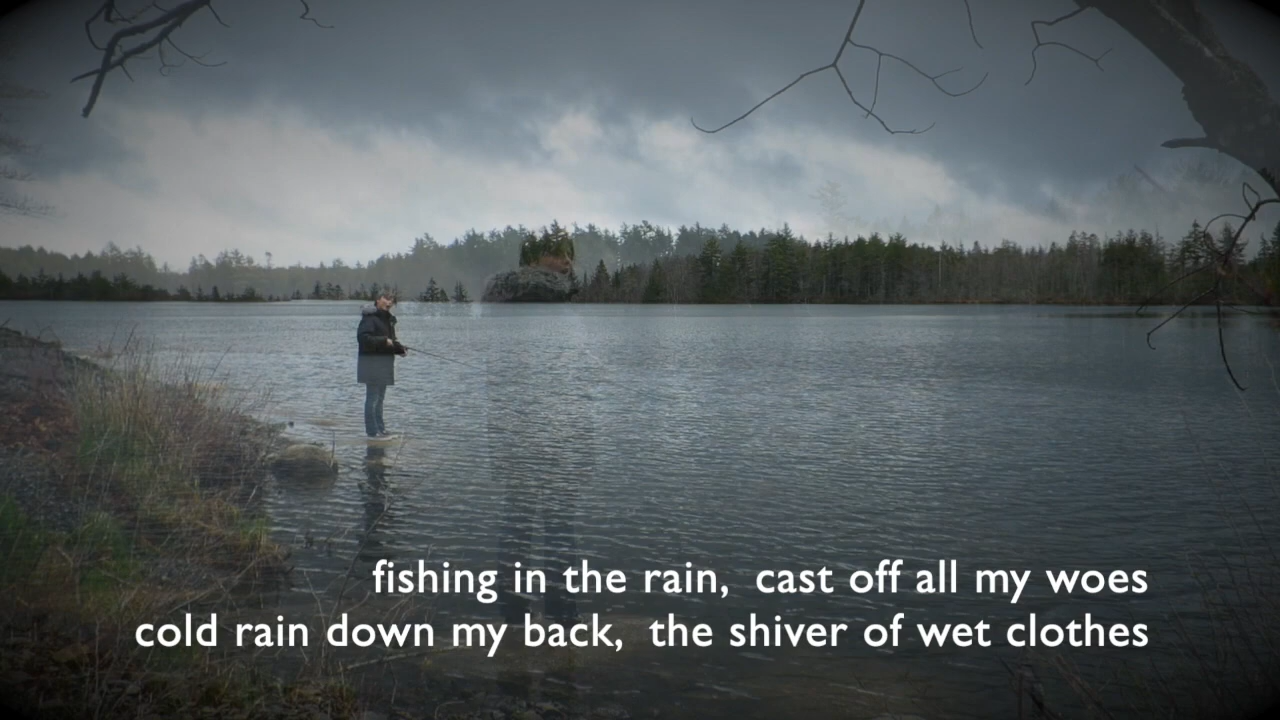 fishing in the rain,  cast off all my woes
cold rain down my back,  the shiver of wet clothes